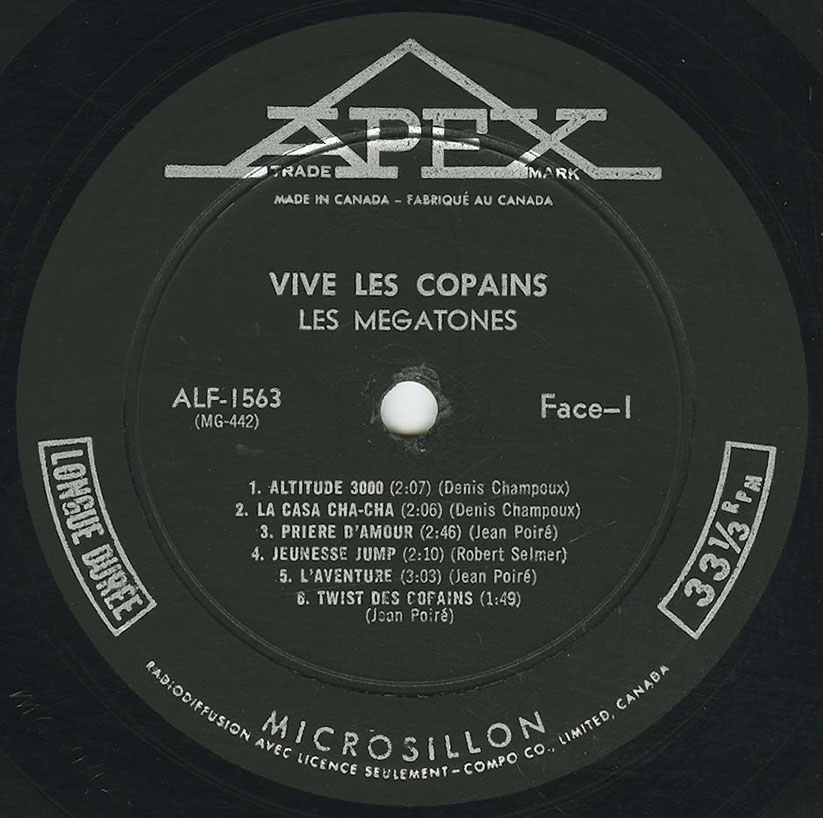 APEX
TRADE MARK
MADE IN CANADA – FABRIQUÉ AU CANADA
VIVE LES COPAINS
LES MEGATONES
ALF-1563
(MG-442)
Face–1
1. ALTITUDE 3000 (2:07) (Denis Champoux)
2. LA CASA CHA-CHA (2:06) (Denis Champoux)
3. PRIERE D'AMOUR (2:46) (Jean Poiré)
4. JEUNESSE JUMP (2:10) (Robert Selmer)
5. L'AVENTURE (3:03) (Jean Poiré)
6. TWIST DES COPAINS (1:49)
(Jean Poiré)
LONGUE DURÉE
33⅓ RPM
MICROSILLON
RADIODIFFUSION AVEC LICENCE SEULEMENT – COMPO CO., LIMITED, CANADA